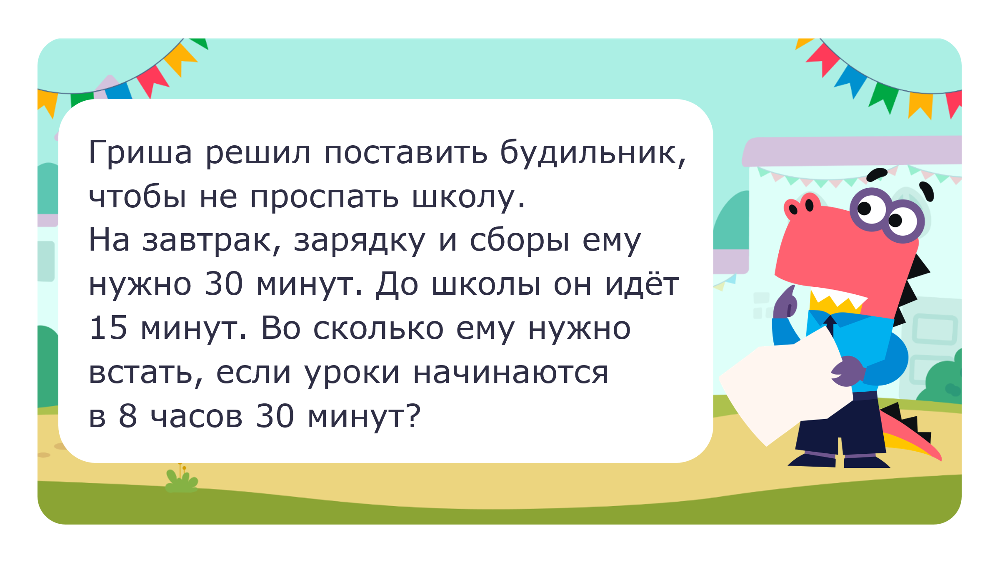 Гриша решил поставить будильник,
чтобы не проспать школу.
На завтрак, зарядку и сборы ему
нужно 30 минут. До школы он идёт
15 минут. Во сколько ему нужно
встать, если уроки начинаются
в 8 часов 30 минут?